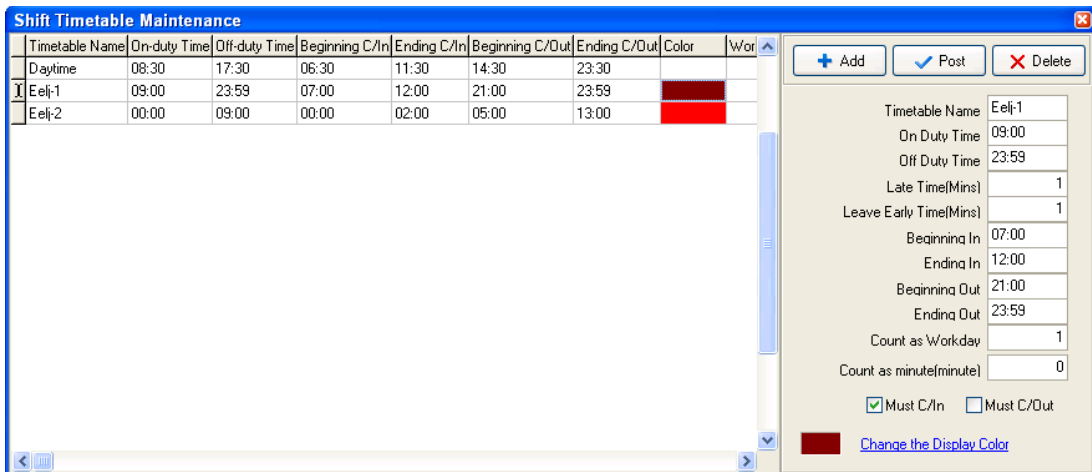 Shift Timetable Maintenance
Timetable Name On-duty Time Off-duty Time Beginning C/In Ending C/In Beginning C/Out Ending C/Out Color Wor
Daytime 08:30 17:30 06:30 11:30 14:30 23:30
Eelj-1 09:00 23:59 07:00 12:00 21:00 23:59
Eelj-2 00:00 09:00 00:00 02:00 05:00 13:00
Add Post Delete
Timetable Name Eelj-1
On Duty Time 09:00
Off Duty Time 23:59
Late Time(Mins) 1
Leave Early Time(Mins) 1
Beginning In 07:00
Ending In 12:00
Beginning Out 21:00
Ending Out 23:59
Count as Workday 1
Count as minute(minute) 0
Must C/In Must C/Out
Change the Display Color